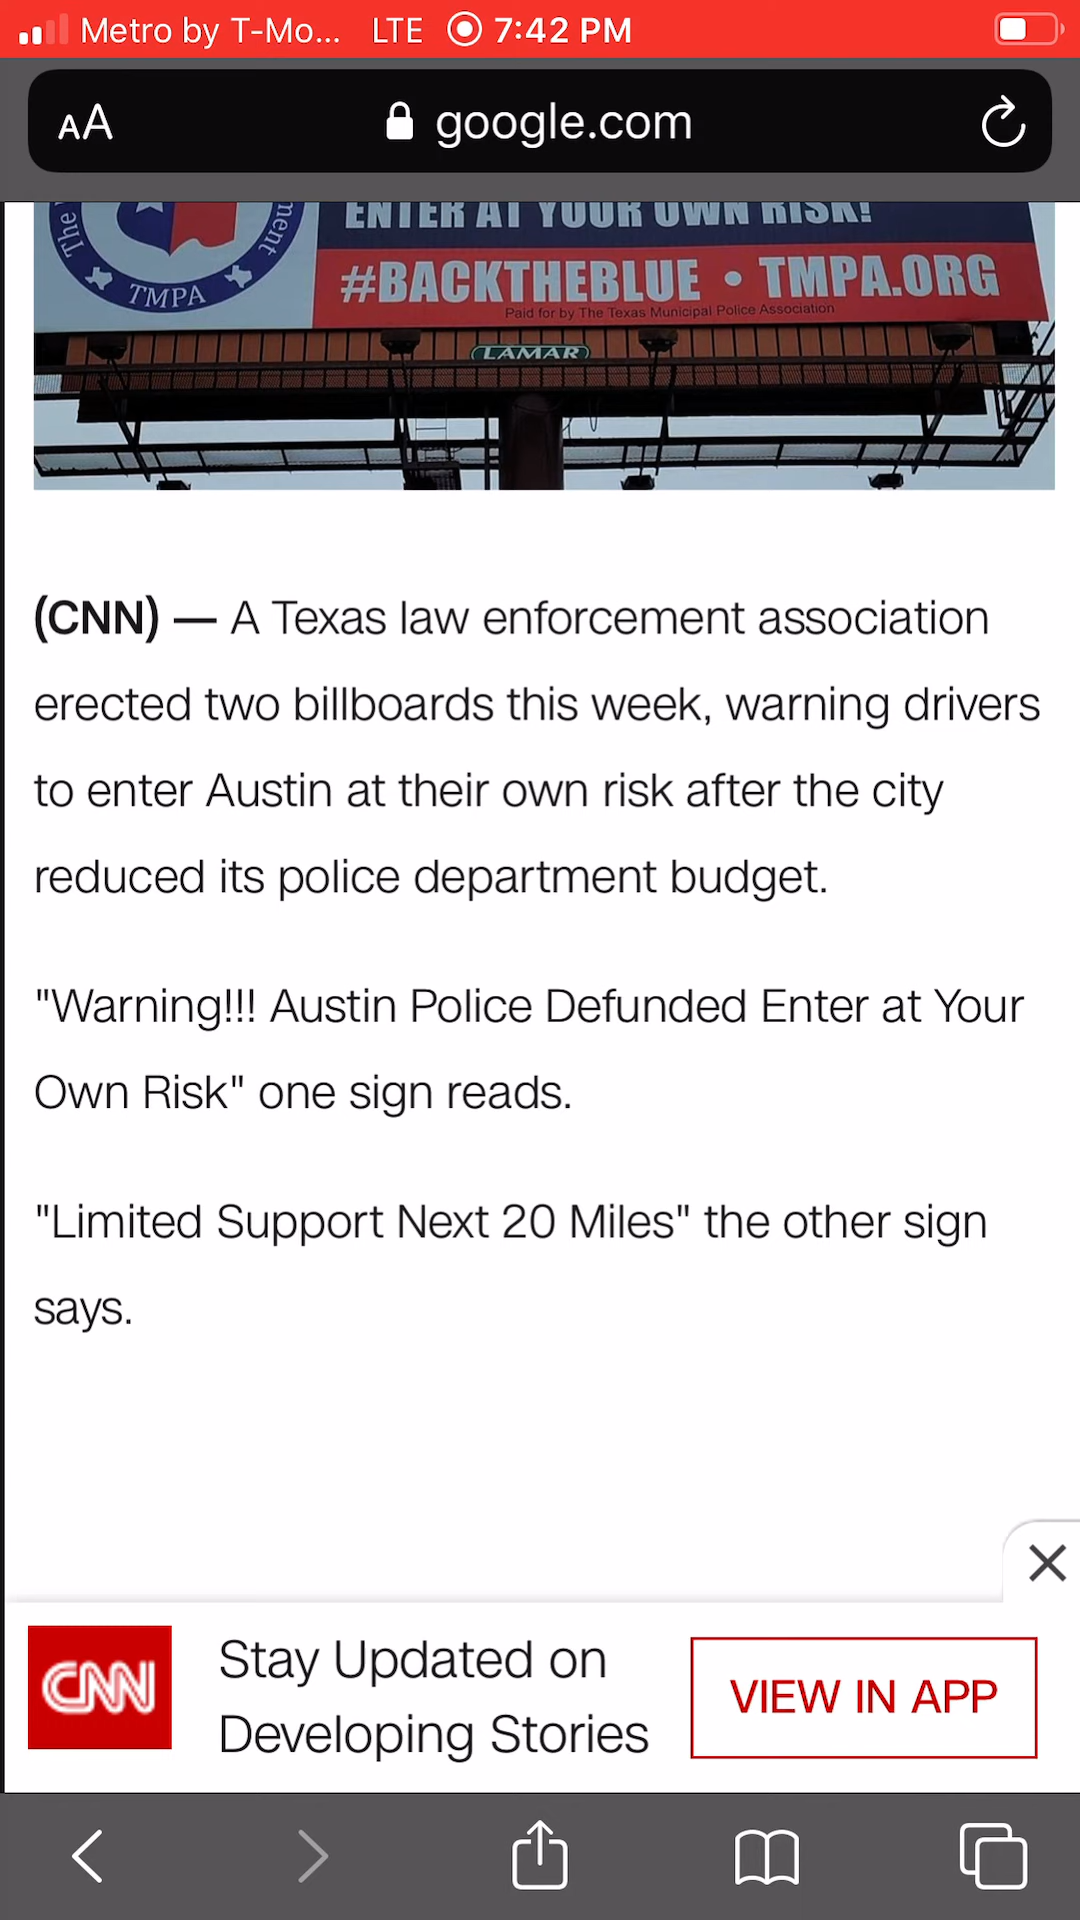 Metro by T-Mo... LTE 7:42 PM
AA google.com
The ment
TMPA
ENTER AT YOUR OWN RISK!
#BACKTHEBLUE • TMPA.ORG
Paid for by The Texas Municipal Police Association
LAMAR
(CNN) — A Texas law enforcement association
erected two billboards this week, warning drivers
to enter Austin at their own risk after the city
reduced its police department budget.
"Warning!!! Austin Police Defunded Enter at Your
Own Risk" one sign reads.
"Limited Support Next 20 Miles" the other sign
says.
CNN
Stay Updated on
Developing Stories
VIEW IN APP